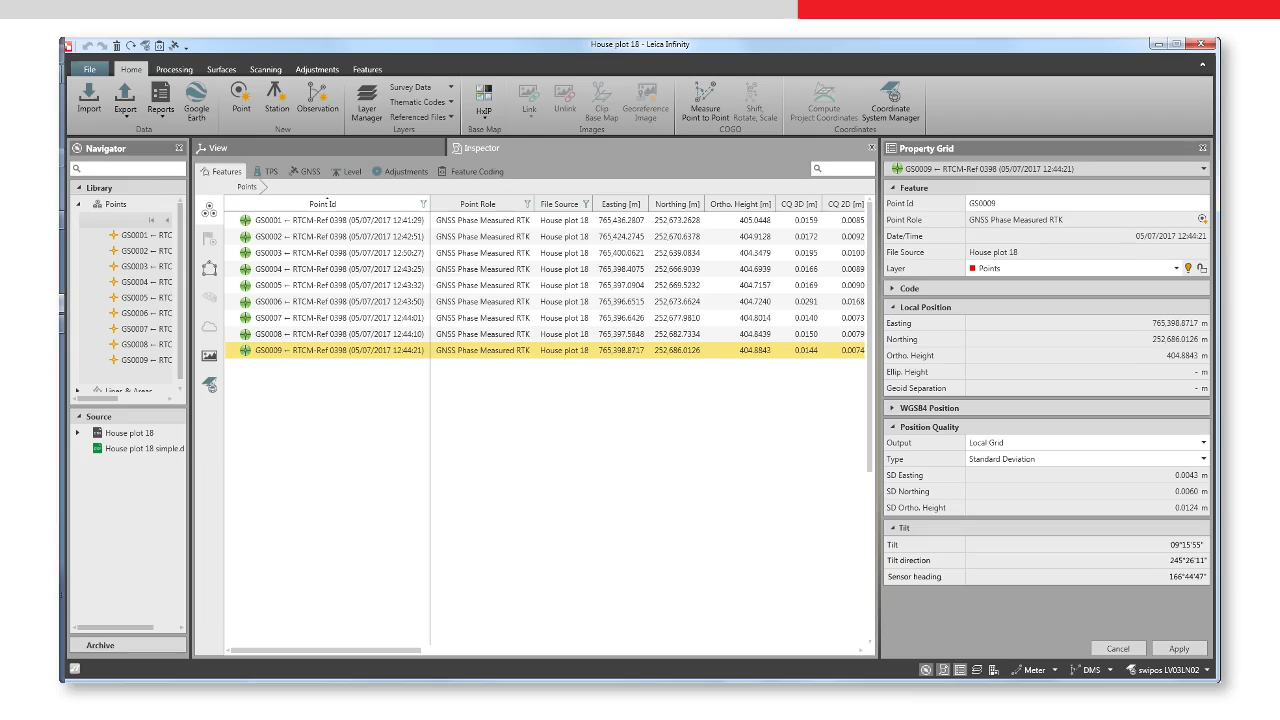 House plot 18 - Leica Infinity
File Home Processing Surfaces Scanning Adjustments Features
Import Export Reports Google Earth Point Station Observation Layer Manager Survey Data Thematic Codes Referenced Files HxIP Link Unlink Clip Base Map Georeference Image Measure Point to Point Shift, Rotate, Scale Compute Project Coordinates Coordinate System Manager
Data New Layers Base Map Images COGO Coordinates
Navigator
Library
Points
GS0001 ← RTC
GS0002 ← RTC
GS0003 ← RTC
GS0004 ← RTC
GS0005 ← RTC
GS0006 ← RTC
GS0007 ← RTC
GS0008 ← RTC
GS0009 ← RTC
Source
House plot 18
House plot 18 simple.d
Archive
View Inspector
Features TPS GNSS Level Adjustments Feature Coding
Points
Point Id Point Role File Source Easting [m] Northing [m] Ortho. Height [m] CQ 3D [m] CQ 2D [m]
GS0001 ← RTCM-Ref 0398 (05/07/2017 12:41:29) GNSS Phase Measured RTK House plot 18 765,436.2807 252,673.2628 405.0448 0.0159 0.0085
GS0002 ← RTCM-Ref 0398 (05/07/2017 12:42:51) GNSS Phase Measured RTK House plot 18 765,424.2745 252,670.6378 404.9128 0.0172 0.0092
GS0003 ← RTCM-Ref 0398 (05/07/2017 12:50:27) GNSS Phase Measured RTK House plot 18 765,400.0621 252,639.0834 404.3479 0.0195 0.0100
GS0004 ← RTCM-Ref 0398 (05/07/2017 12:43:25) GNSS Phase Measured RTK House plot 18 765,398.4075 252,666.9039 404.6939 0.0166 0.0089
GS0005 ← RTCM-Ref 0398 (05/07/2017 12:43:32) GNSS Phase Measured RTK House plot 18 765,397.0904 252,669.5232 404.7157 0.0169 0.0090
GS0006 ← RTCM-Ref 0398 (05/07/2017 12:43:50) GNSS Phase Measured RTK House plot 18 765,396.6515 252,673.6624 404.7240 0.0291 0.0168
GS0007 ← RTCM-Ref 0398 (05/07/2017 12:44:01) GNSS Phase Measured RTK House plot 18 765,396.6426 252,677.9810 404.8014 0.0140 0.0073
GS0008 ← RTCM-Ref 0398 (05/07/2017 12:44:10) GNSS Phase Measured RTK House plot 18 765,397.5848 252,682.7334 404.8439 0.0150 0.0079
GS0009 ← RTCM-Ref 0398 (05/07/2017 12:44:21) GNSS Phase Measured RTK House plot 18 765,398.8717 252,686.0126 404.8843 0.0144 0.0074
Property Grid
GS0009 ← RTCM-Ref 0398 (05/07/2017 12:44:21)
Feature
Point Id GS0009
Point Role GNSS Phase Measured RTK
Date/Time 05/07/2017 12:44:21
File Source House plot 18
Layer Points
Code
Local Position
Easting 765,398.8717 m
Northing 252,686.0126 m
Ortho. Height 404.8843 m
Ellip. Height - m
Geoid Separation - m
WGS84 Position
Position Quality
Output Local Grid
Type Standard Deviation
SD Easting 0.0043 m
SD Northing 0.0060 m
SD Ortho. Height 0.0124 m
Tilt
Tilt 09°15'55"
Tilt direction 245°26'11"
Sensor heading 166°44'47"
Cancel Apply
Meter DMS swipos LV03LN02